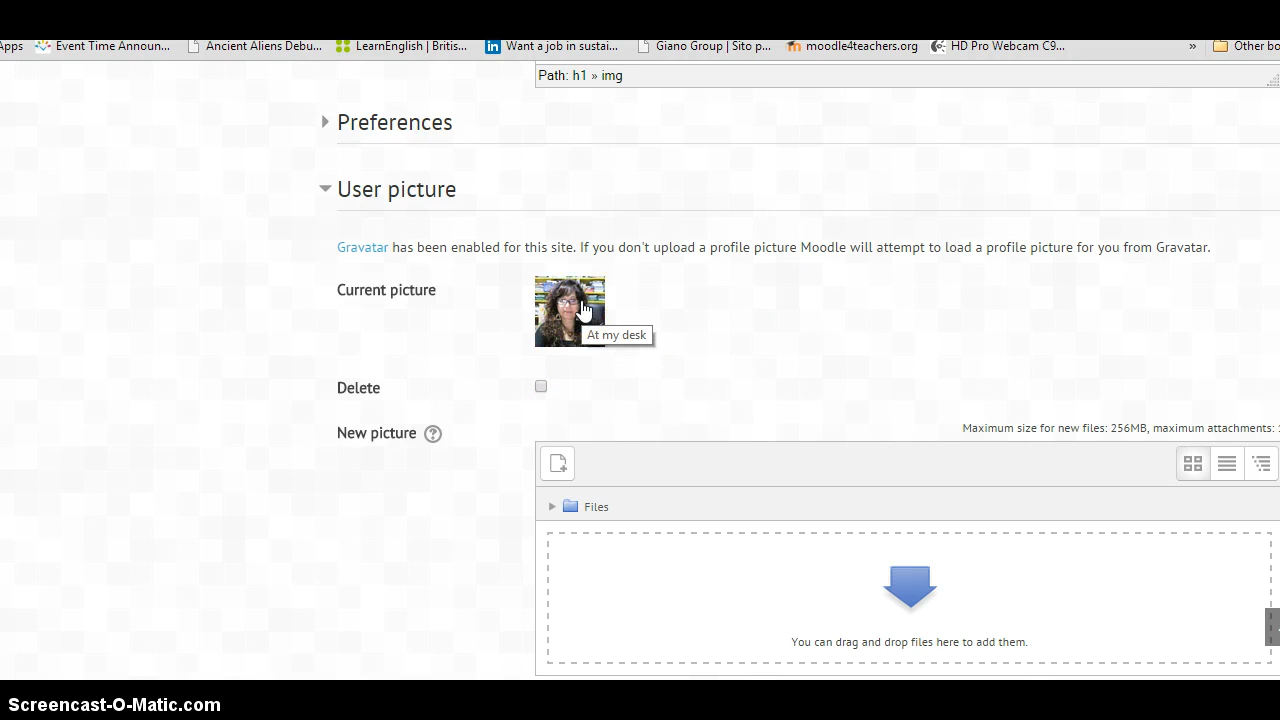 Apps Event Time Announ... Ancient Aliens Debu... LearnEnglish | Britis... Want a job in sustai... Giano Group | Sito p... moodle4teachers.org HD Pro Webcam C9... » Other bo
Path: h1 » img
Preferences
User picture
Gravatar has been enabled for this site. If you don't upload a profile picture Moodle will attempt to load a profile picture for you from Gravatar.
Current picture
At my desk
Delete
New picture
Maximum size for new files: 256MB, maximum attachments: 1
Files
You can drag and drop files here to add them.
Screencast-O-Matic.com